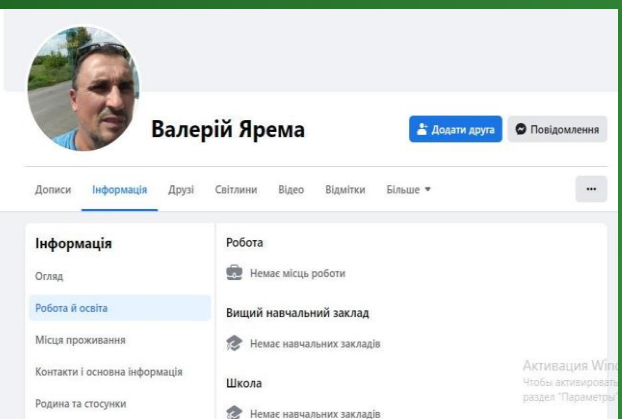 Валерій Ярема
Додати друга
Повідомлення
Дописи Інформація Друзі Світлини Відео Відмітки Більше
Інформація
Огляд
Робота й освіта
Місця проживання
Контакти і основна інформація
Родина та стосунки
Робота
Немає місць роботи
Вищий навчальний заклад
Немає навчальних закладів
Школа
Немає навчальних закладів
Активация Win
Чтобы активировать
раздел "Параметры"